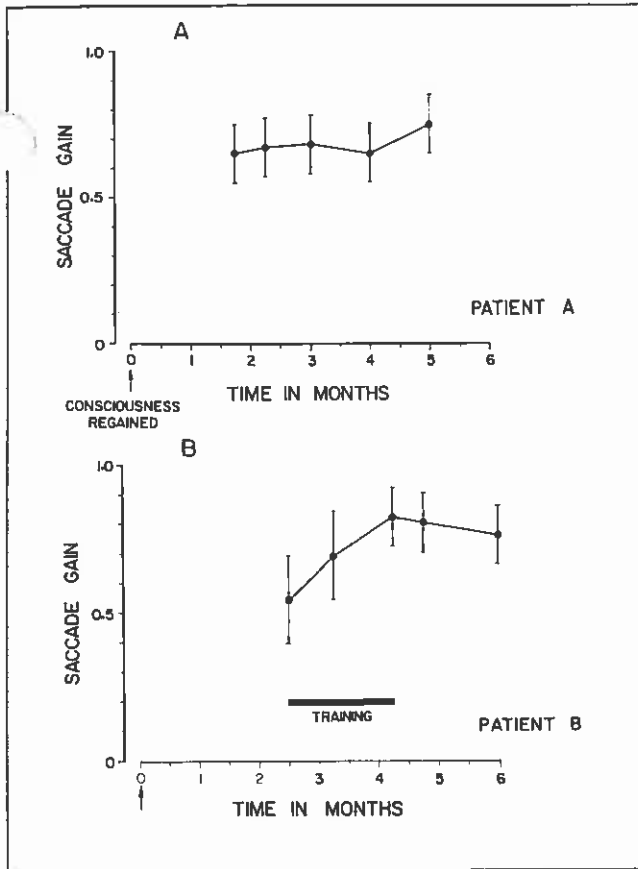 A
1.0
0.5
0
SACCADE GAIN
PATIENT A
0 1 2 3 4 5 6
TIME IN MONTHS
CONSCIOUSNESS
REGAINED
B
1.0
0.5
0
SACCADE GAIN
TRAINING
PATIENT B
0 1 2 3 4 5 6
TIME IN MONTHS